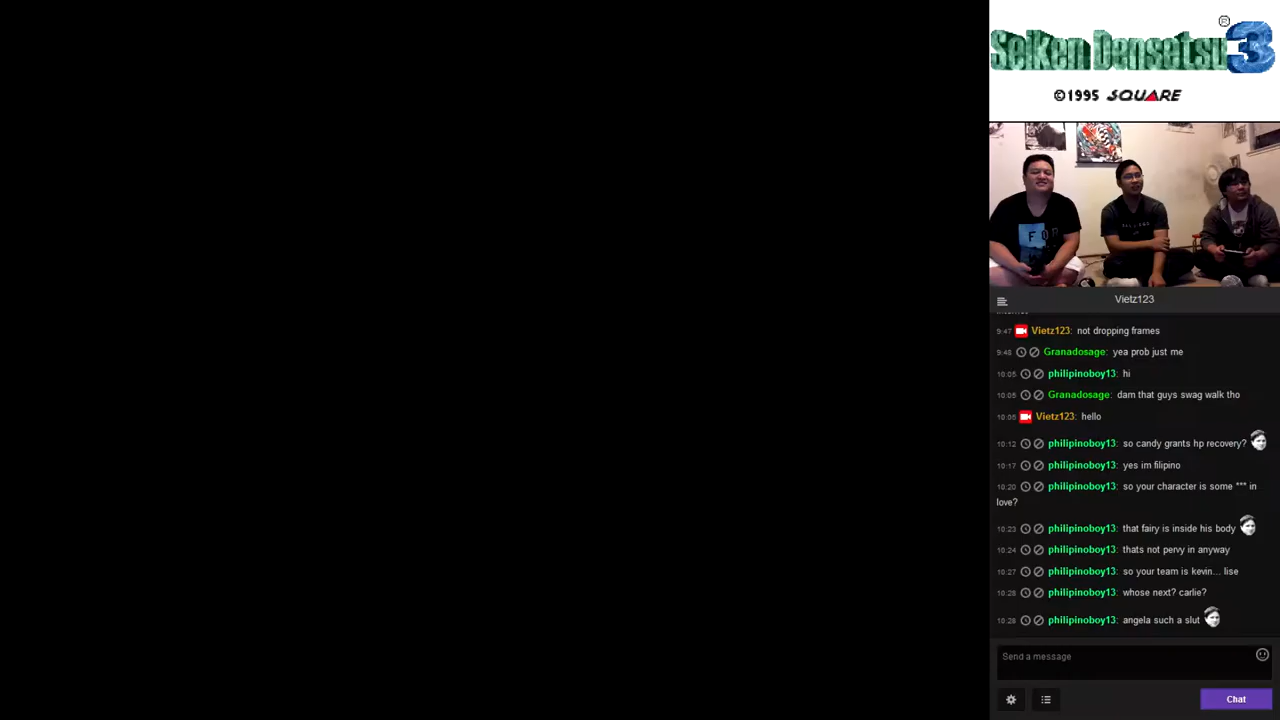 ®
Seiken Densetsu 3
©1995 SQUARE
FOR
Vietz123
9:47 Vietz123: not dropping frames
9:48 Granadosage: yea prob just me
10:05 philipinoboy13: hi
10:05 Granadosage: dam that guys swag walk tho
10:05 Vietz123: hello
10:12 philipinoboy13: so candy grants hp recovery?
10:17 philipinoboy13: yes im filipino
10:20 philipinoboy13: so your character is some *** in
love?
10:23 philipinoboy13: that fairy is inside his body
10:24 philipinoboy13: thats not pervy in anyway
10:27 philipinoboy13: so your team is kevin... lise
10:28 philipinoboy13: whose next? carlie?
10:28 philipinoboy13: angela such a slut
Send a message
Chat